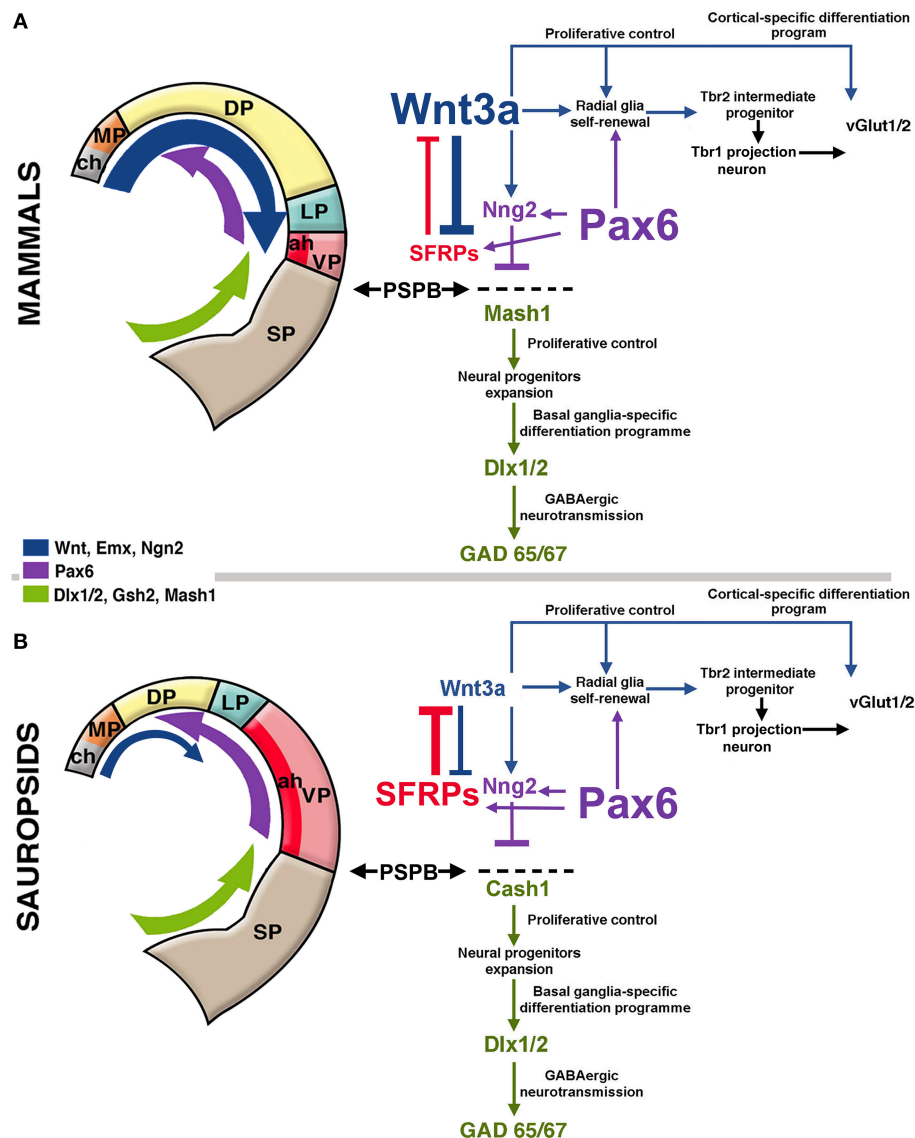 A
MAMMALS
ch
MP
DP
LP
ah
VP
SP
Proliferative control
Cortical-specific differentiation
program
Wnt3a
Radial glia
self-renewal
Tbr2 intermediate
progenitor
vGlut1/2
Tbr1 projection
neuron
Nng2
Pax6
SFRPs
PSPB
Mash1
Proliferative control
Neural progenitors
expansion
Basal ganglia-specific
differentiation programme
Dlx1/2
GABAergic
neurotransmission
GAD 65/67
Wnt, Emx, Ngn2
Pax6
Dlx1/2, Gsh2, Mash1
B
SAUROPSIDS
ch
MP
DP
LP
ah
VP
SP
Proliferative control
Cortical-specific differentiation
program
Wnt3a
Radial glia
self-renewal
Tbr2 intermediate
progenitor
vGlut1/2
Tbr1 projection
neuron
SFRPs
Nng2
Pax6
PSPB
Cash1
Proliferative control
Neural progenitors
expansion
Basal ganglia-specific
differentiation programme
Dlx1/2
GABAergic
neurotransmission
GAD 65/67